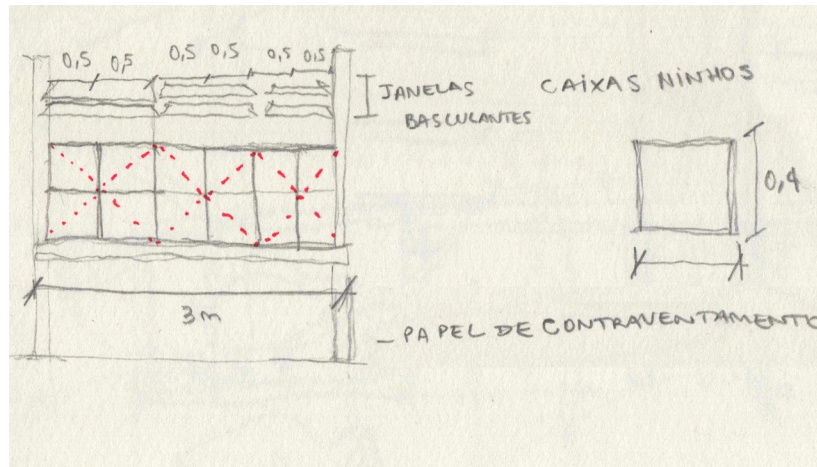 0,5 0,5 0,5 0,5 0,5 0,5
JANELAS
BASCULANTES
CAIXAS NINHOS
0,4
3m
- PAPEL DE CONTRAVENTAMENTO